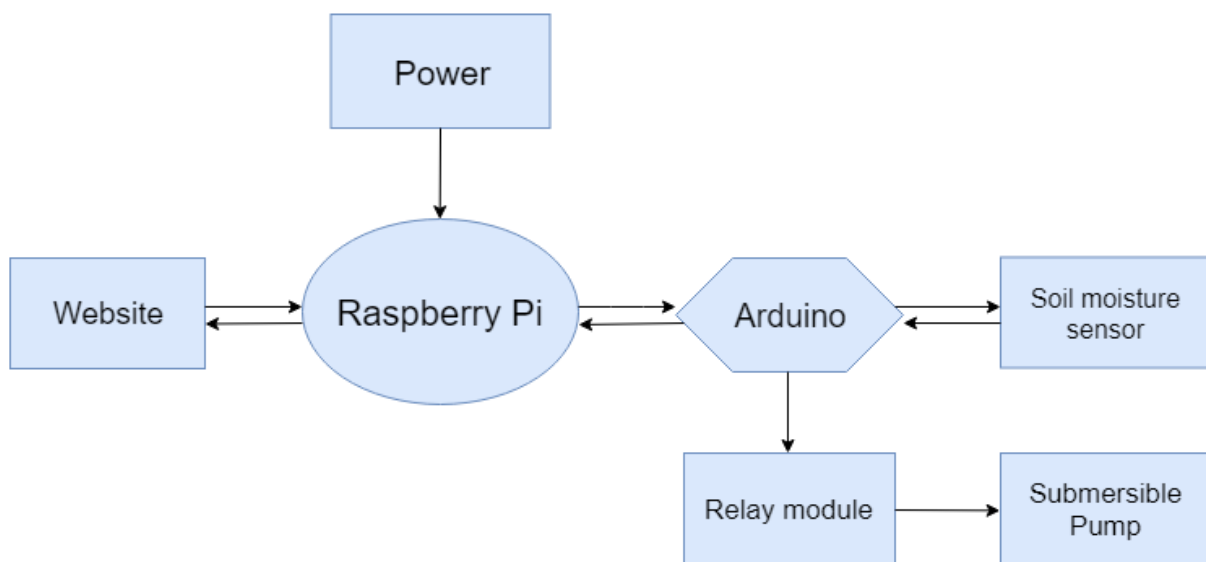 Power
Website
Raspberry Pi
Arduino
Soil moisture
sensor
Relay module
Submersible
Pump